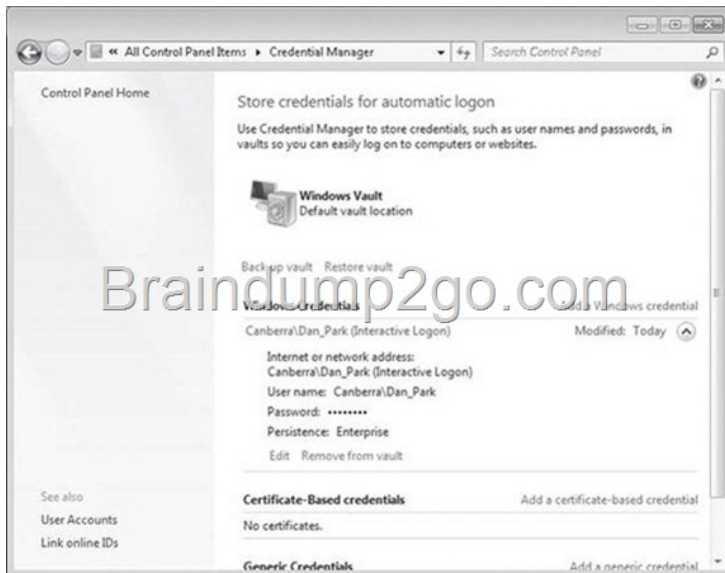 « All Control Panel Items ▸ Credential Manager
Search Control Panel
Control Panel Home
Store credentials for automatic logon
Use Credential Manager to store credentials, such as user names and passwords, in
vaults so you can easily log on to computers or websites.
Windows Vault
Default vault location
Back up vault Restore vault
Braindump2go.com
Windows Credentials Add a Windows credential
Canberra\Dan_Park (Interactive Logon) Modified: Today
Internet or network address:
Canberra\Dan_Park (Interactive Logon)
User name: Canberra\Dan_Park
Password: ••••••••
Persistence: Enterprise
Edit Remove from vault
Certificate-Based credentials Add a certificate-based credential
No certificates.
Generic Credentials Add a generic credential
See also
User Accounts
Link online IDs